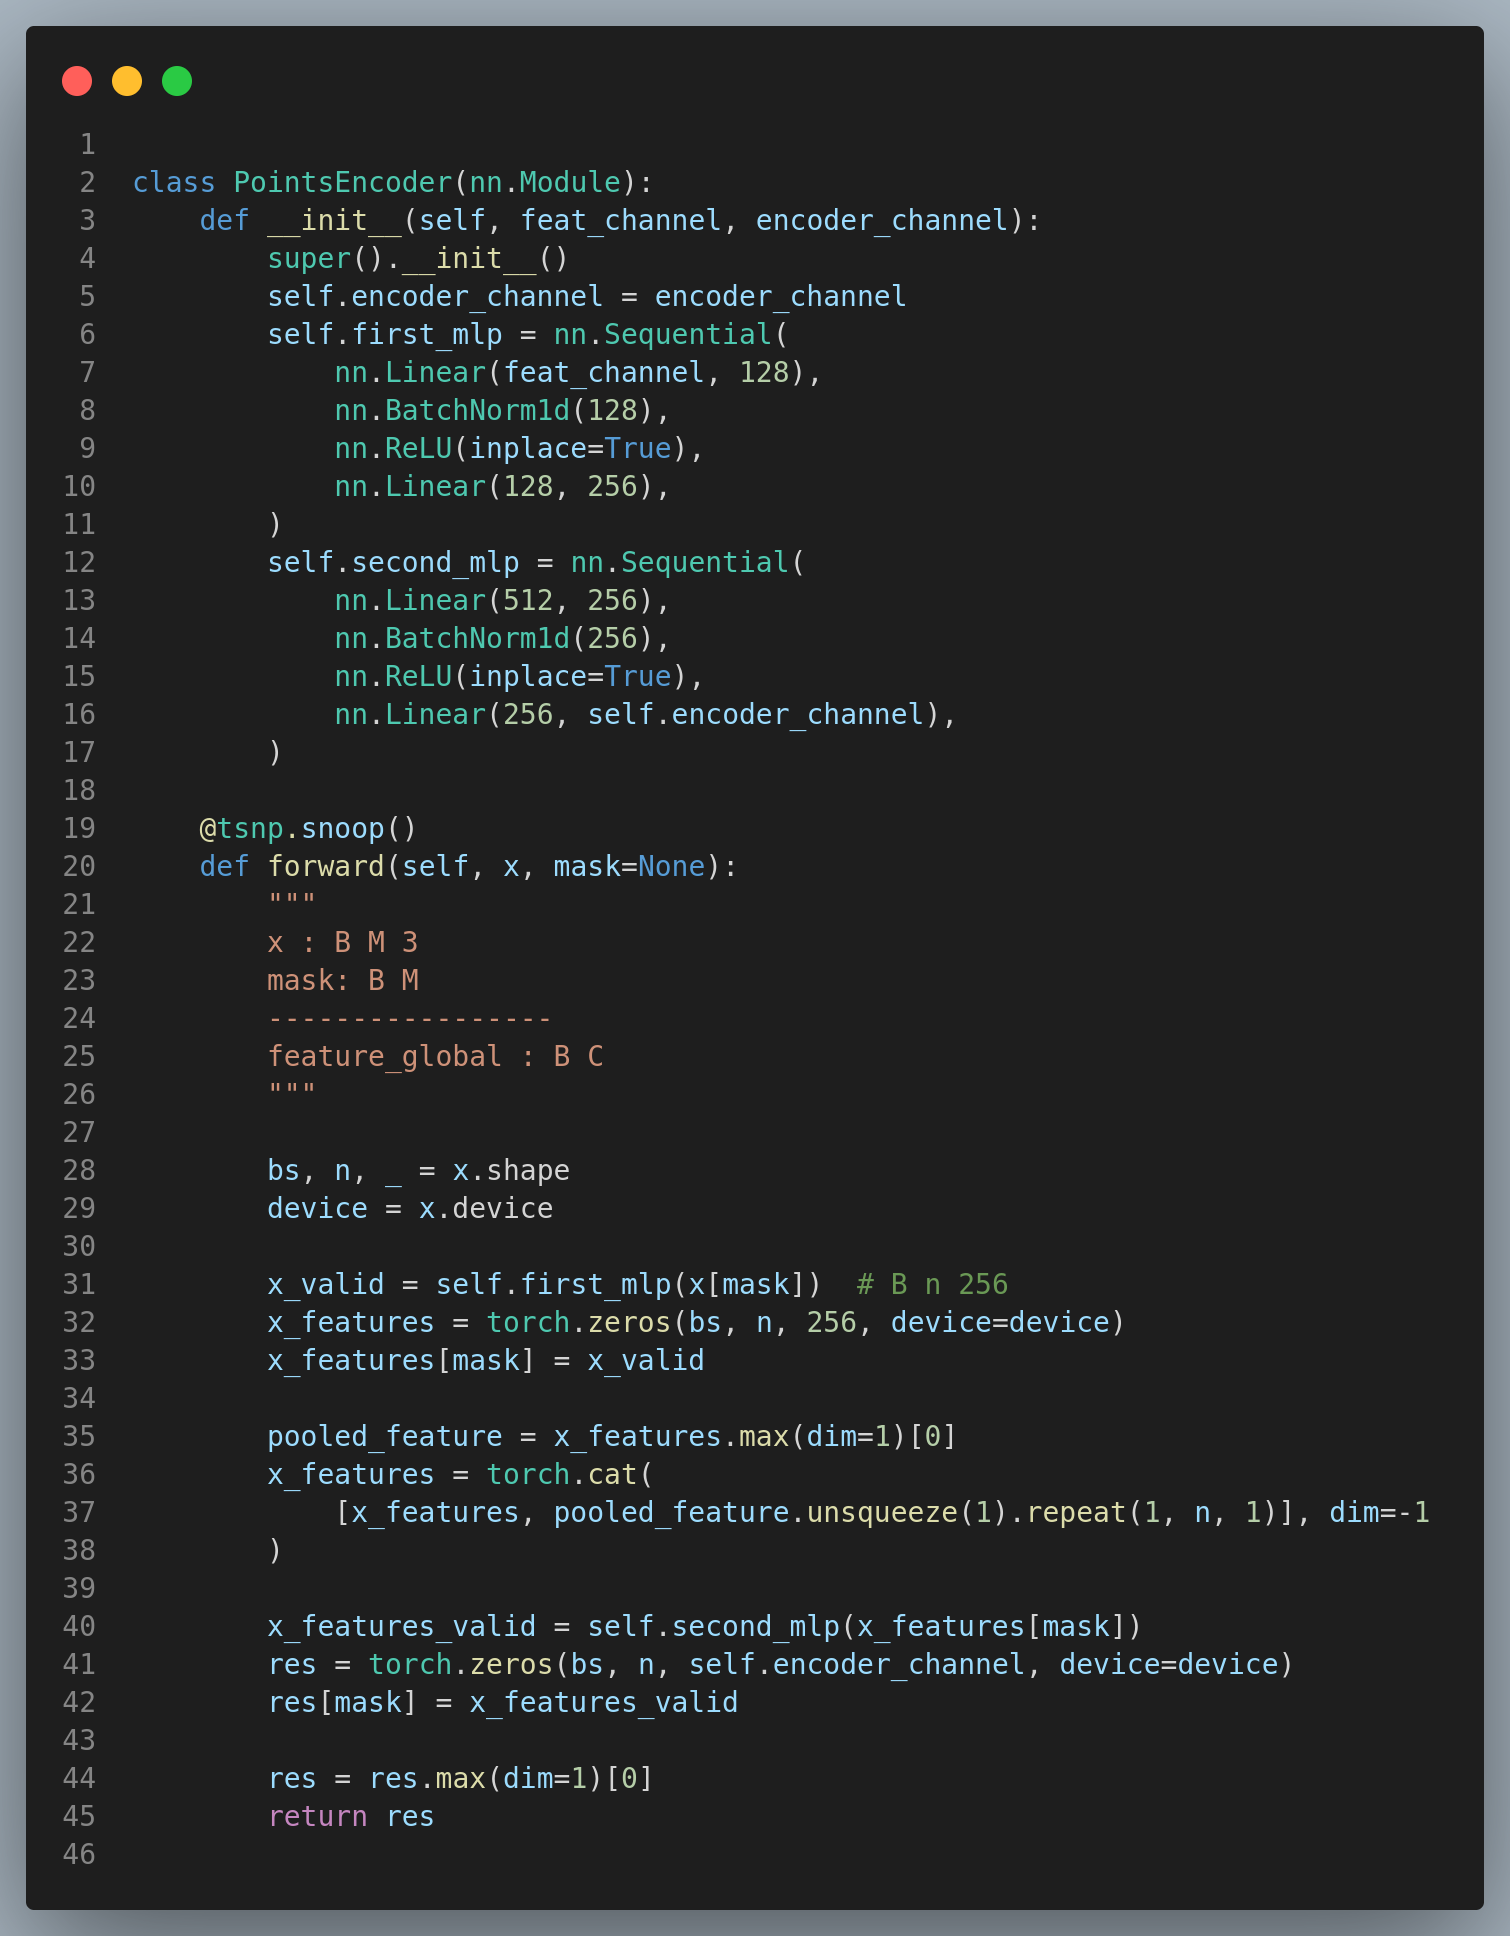 1
2 class PointsEncoder(nn.Module):
3     def __init__(self, feat_channel, encoder_channel):
4         super().__init__()
5         self.encoder_channel = encoder_channel
6         self.first_mlp = nn.Sequential(
7             nn.Linear(feat_channel, 128),
8             nn.BatchNorm1d(128),
9             nn.ReLU(inplace=True),
10             nn.Linear(128, 256),
11         )
12         self.second_mlp = nn.Sequential(
13             nn.Linear(512, 256),
14             nn.BatchNorm1d(256),
15             nn.ReLU(inplace=True),
16             nn.Linear(256, self.encoder_channel),
17         )
18
19     @tsnp.snoop()
20     def forward(self, x, mask=None):
21         """
22         x : B M 3
23         mask: B M
24         -----------------
25         feature_global : B C
26         """
27
28         bs, n, _ = x.shape
29         device = x.device
30
31         x_valid = self.first_mlp(x[mask])  # B n 256
32         x_features = torch.zeros(bs, n, 256, device=device)
33         x_features[mask] = x_valid
34
35         pooled_feature = x_features.max(dim=1)[0]
36         x_features = torch.cat(
37             [x_features, pooled_feature.unsqueeze(1).repeat(1, n, 1)], dim=-1
38         )
39
40         x_features_valid = self.second_mlp(x_features[mask])
41         res = torch.zeros(bs, n, self.encoder_channel, device=device)
42         res[mask] = x_features_valid
43
44         res = res.max(dim=1)[0]
45         return res
46